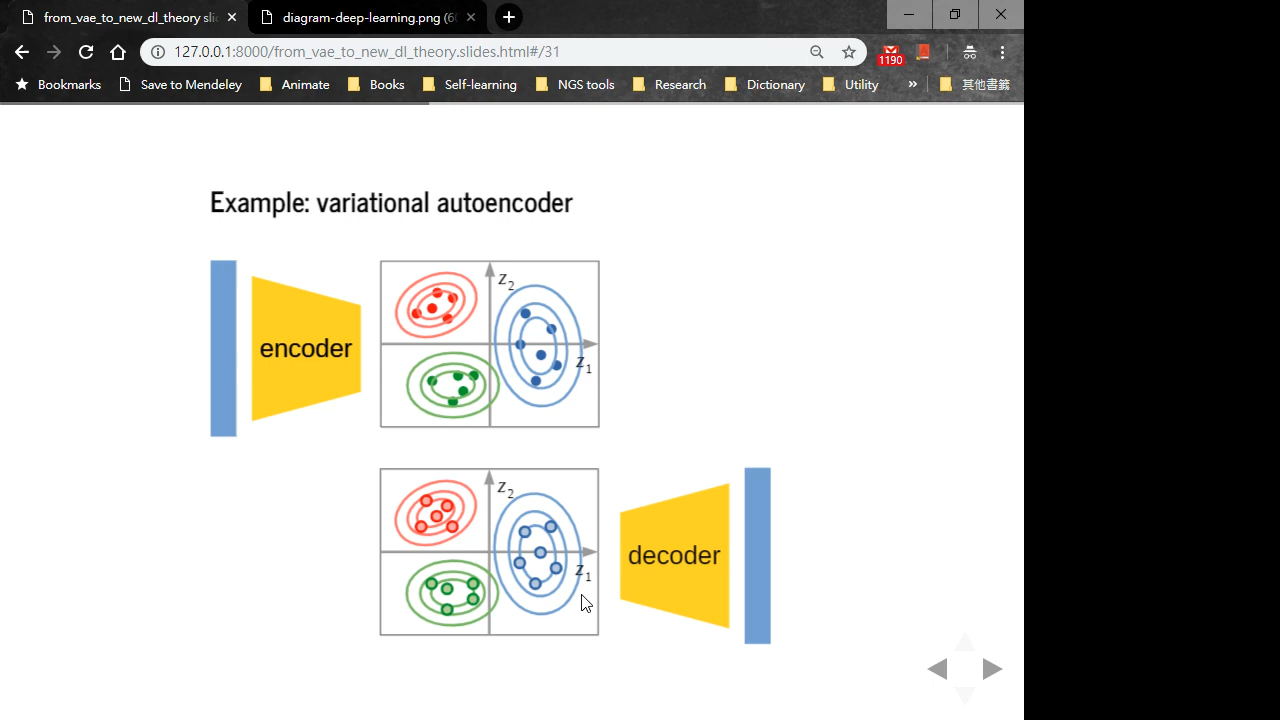 from_vae_to_new_dl_theory sli
diagram-deep-learning.png (6
127.0.0.1:8000/from_vae_to_new_dl_theory.slides.html#/31
1190
Bookmarks Save to Mendeley Animate Books Self-learning NGS tools Research Dictionary Utility » 其他書籤
Example: variational autoencoder
encoder
z2
z1
z2
z1
decoder